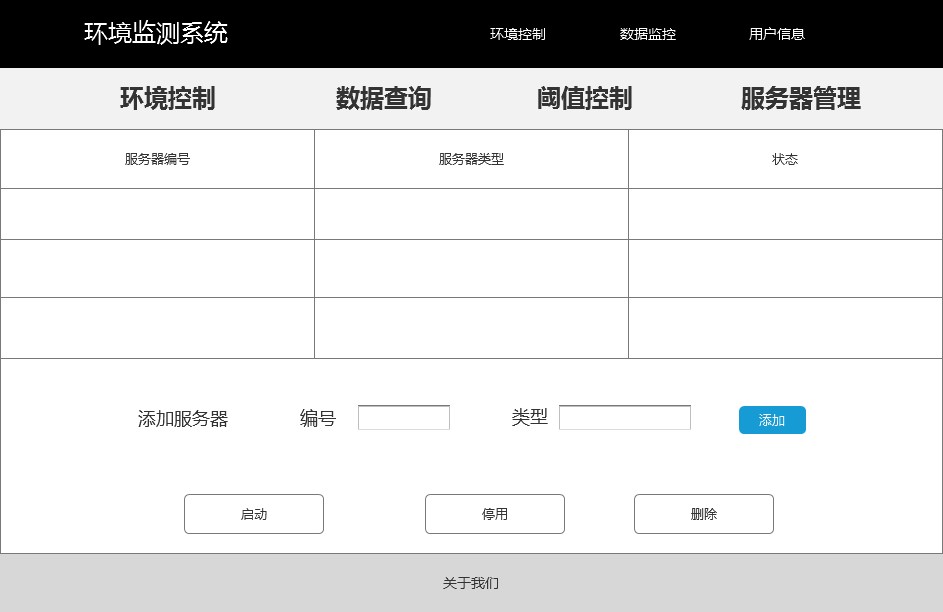 环境监测系统 环境控制 数据监控 用户信息
环境控制 数据查询 阈值控制 服务器管理
服务器编号 服务器类型 状态
添加服务器 编号 类型 添加
启动 停用 删除
关于我们